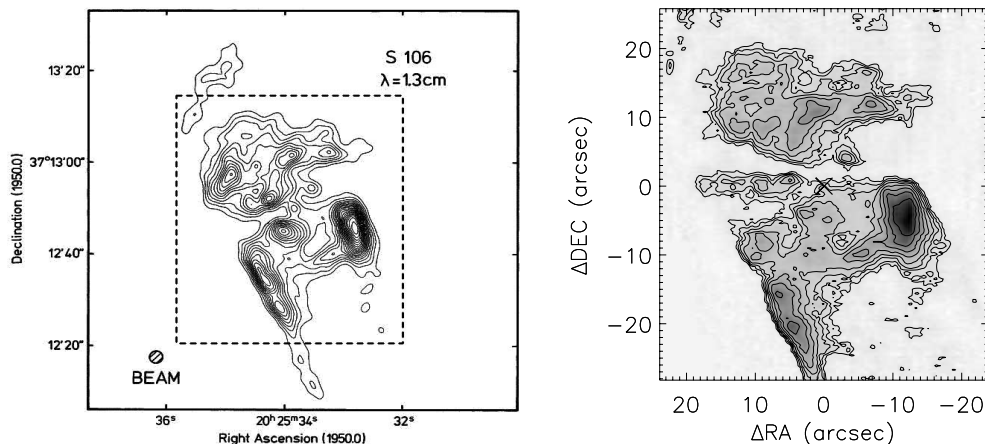 S 106
λ=1.3cm
13'20"
37°13'00"
12'40"
12'20"
BEAM
36ˢ
20ʰ25ᵐ34ˢ
32
Declination (1950.0)
Right Ascension (1950.0)
20
10
0
−10
−20
ΔDEC (arcsec)
20
10
0
−10
−20
ΔRA (arcsec)